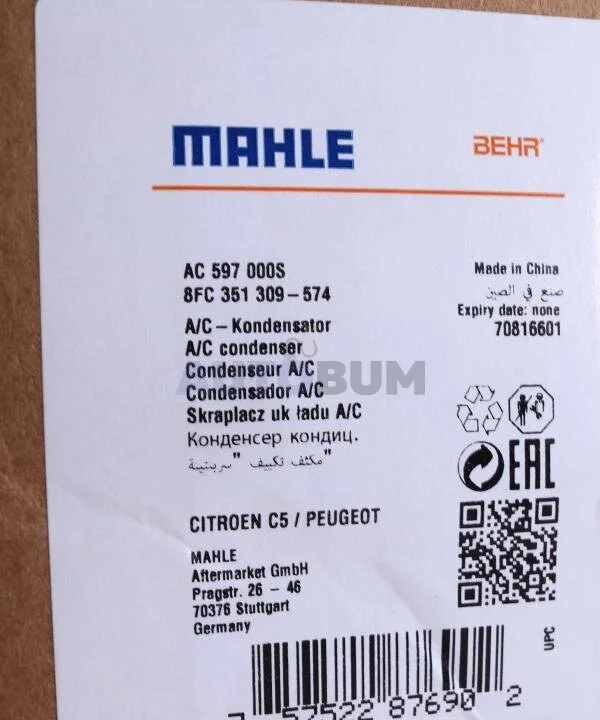 MAHLE
BEHR®
AC 597 000S
8FC 351 309-574
A/C - Kondensator
A/C condenser
Condenseur A/C
Condensador A/C
Skraplacz uk ładu A/C
Конденсер кондиц.
"مكثف تكييف "سربنتينة
Made in China
صنع في الصين
Expiry date: none
70816601
AUTOBUM
EAC
CITROEN C5 / PEUGEOT
MAHLE
Aftermarket GmbH
Pragstr. 26 - 46
70376 Stuttgart
Germany
UPC
57522 87690 2